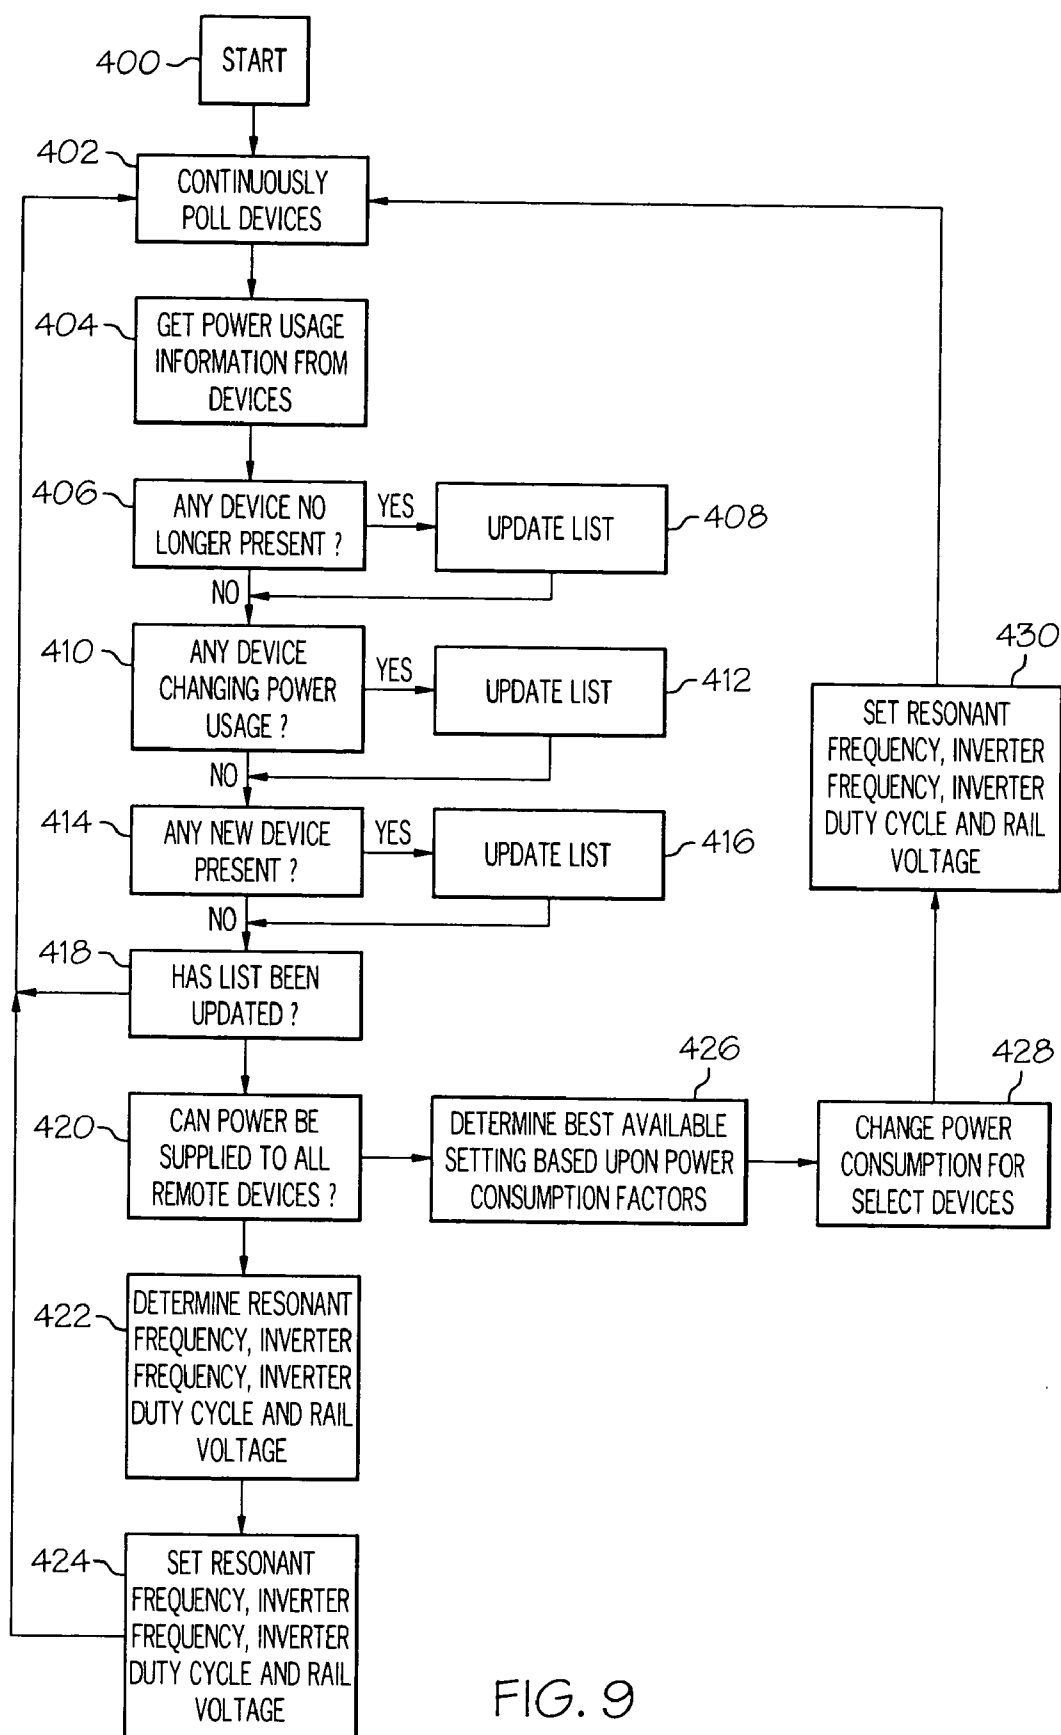 400
START
402
CONTINUOUSLY
POLL DEVICES
404
GET POWER USAGE
INFORMATION FROM
DEVICES
406
ANY DEVICE NO
LONGER PRESENT ?
YES
UPDATE LIST
408
NO
410
ANY DEVICE
CHANGING POWER
USAGE ?
YES
UPDATE LIST
412
NO
414
ANY NEW DEVICE
PRESENT ?
YES
UPDATE LIST
416
NO
418
HAS LIST BEEN
UPDATED ?
420
CAN POWER BE
SUPPLIED TO ALL
REMOTE DEVICES ?
422
DETERMINE RESONANT
FREQUENCY, INVERTER
FREQUENCY, INVERTER
DUTY CYCLE AND RAIL
VOLTAGE
424
SET RESONANT
FREQUENCY, INVERTER
FREQUENCY, INVERTER
DUTY CYCLE AND RAIL
VOLTAGE
426
DETERMINE BEST AVAILABLE
SETTING BASED UPON POWER
CONSUMPTION FACTORS
428
CHANGE POWER
CONSUMPTION FOR
SELECT DEVICES
430
SET RESONANT
FREQUENCY, INVERTER
FREQUENCY, INVERTER
DUTY CYCLE AND RAIL
VOLTAGE
FIG. 9